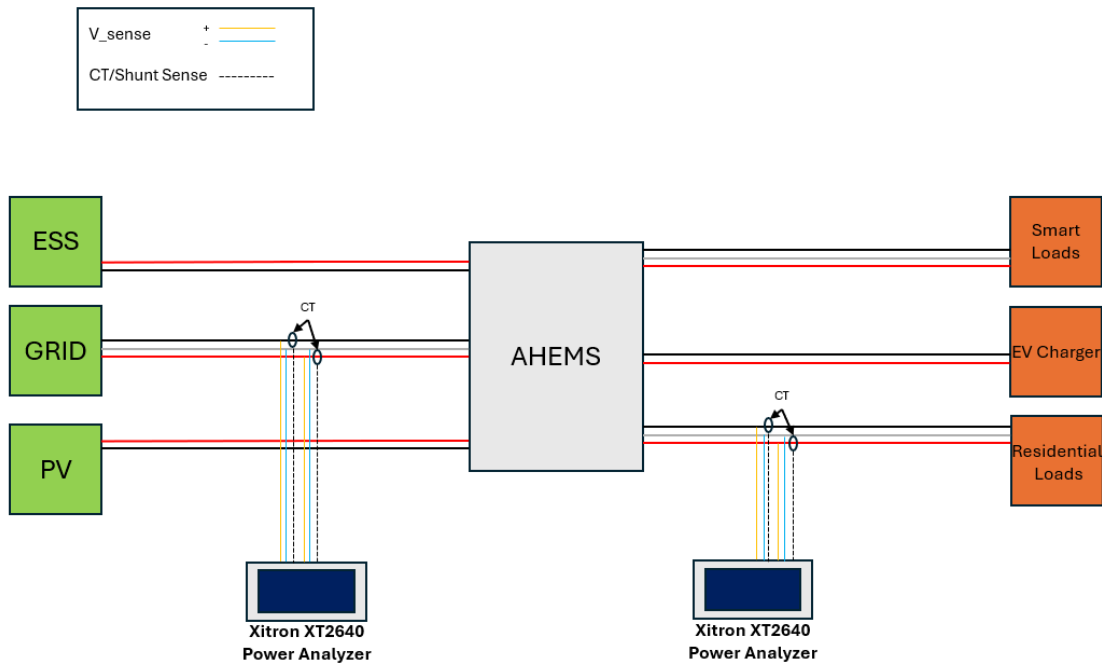 V_sense + -
CT/Shunt Sense
ESS
GRID
PV
CT
AHEMS
CT
Smart
Loads
EV Charger
Residential
Loads
Xitron XT2640
Power Analyzer
Xitron XT2640
Power Analyzer